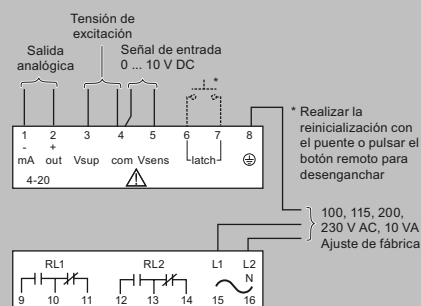 Tensión de
excitación
Salida
analógica
Señal de entrada
0 ... 10 V DC
*
* Realizar la
reinicialización con
el puente o pulsar el
botón remoto para
desenganchar
1 2 3 4 5 6 7 8
- +
mA out Vsup com Vsens latch
4-20
100, 115, 200,
230 V AC, 10 VA
Ajuste de fábrica
RL1 RL2 L1 L2
N
9 10 11 12 13 14 15 16